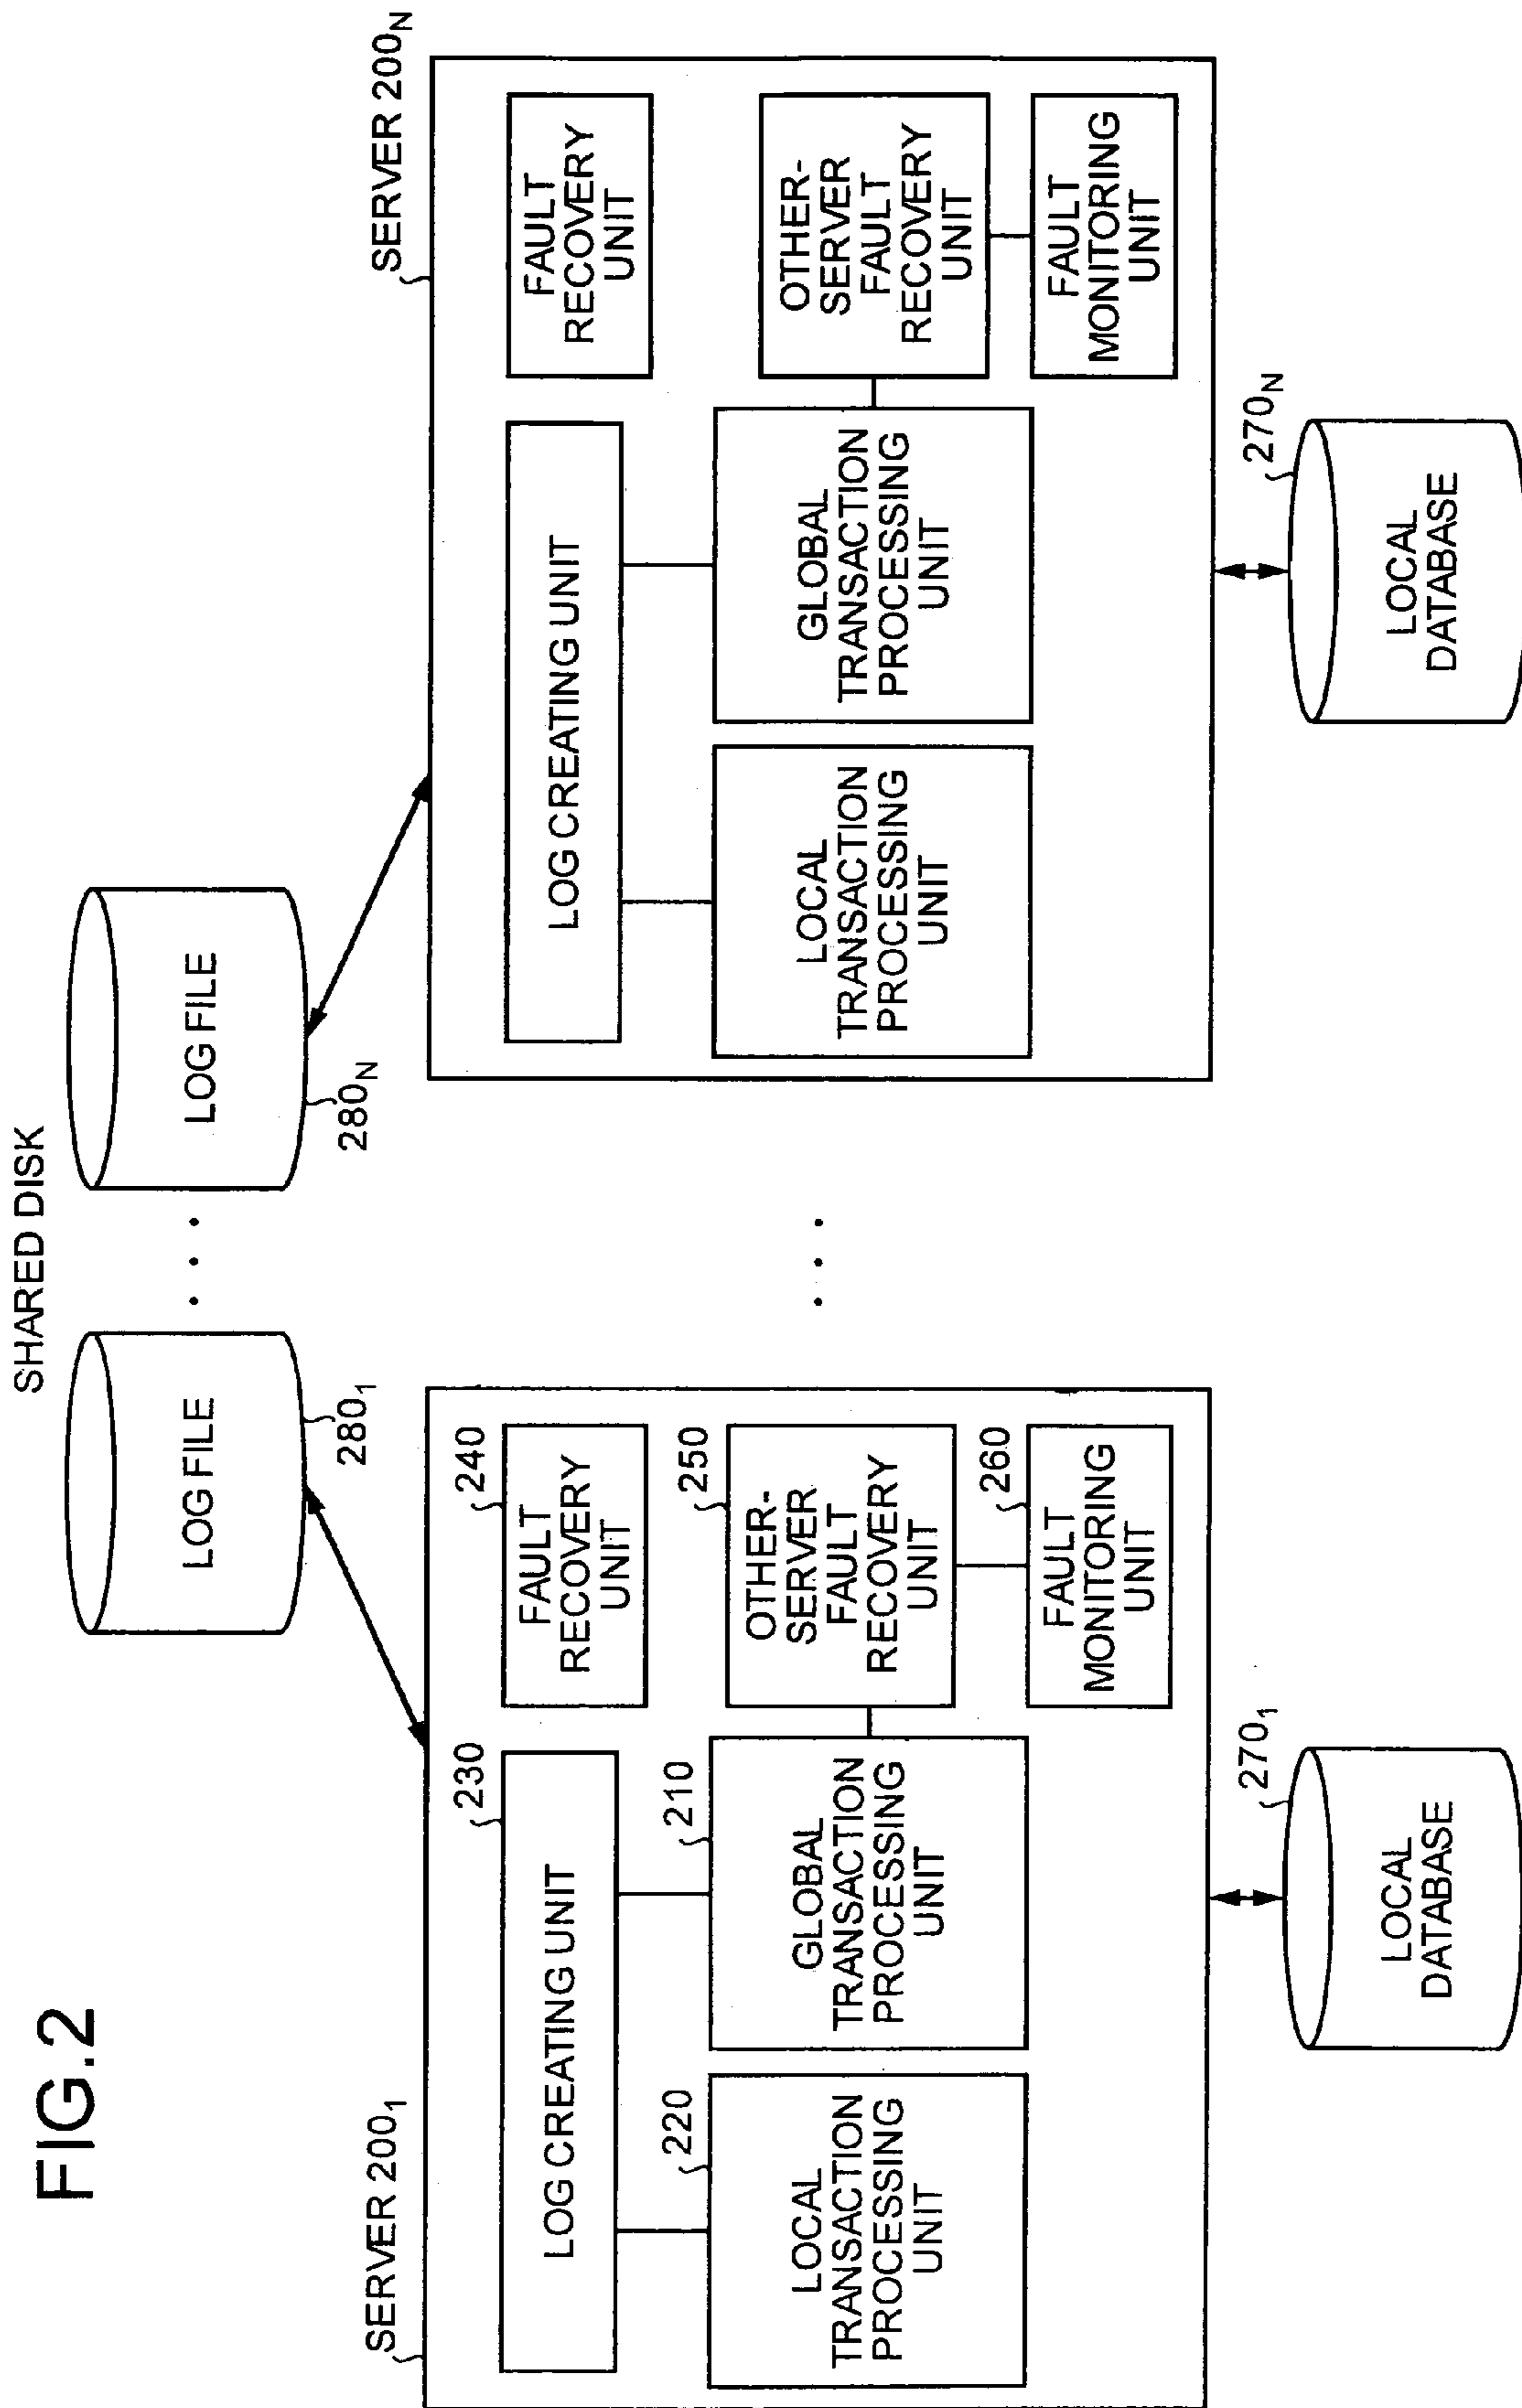 FIG.2
SHARED DISK
LOG FILE
280₁
. . .
LOG FILE
280N
SERVER 200₁
LOG CREATING UNIT
230
FAULT
RECOVERY
UNIT
240
LOCAL
TRANSACTION
PROCESSING
UNIT
220
GLOBAL
TRANSACTION
PROCESSING
UNIT
210
OTHER-
SERVER
FAULT
RECOVERY
UNIT
250
FAULT
MONITORING
UNIT
260
LOCAL
DATABASE
270₁
. . .
SERVER 200N
LOG CREATING UNIT
FAULT
RECOVERY
UNIT
LOCAL
TRANSACTION
PROCESSING
UNIT
GLOBAL
TRANSACTION
PROCESSING
UNIT
OTHER-
SERVER
FAULT
RECOVERY
UNIT
FAULT
MONITORING
UNIT
LOCAL
DATABASE
270N